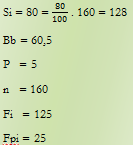 Si = 80 = 80/100 . 160 = 128
Bb = 60,5
P = 5
n = 160
Fi = 125
Fpi = 25